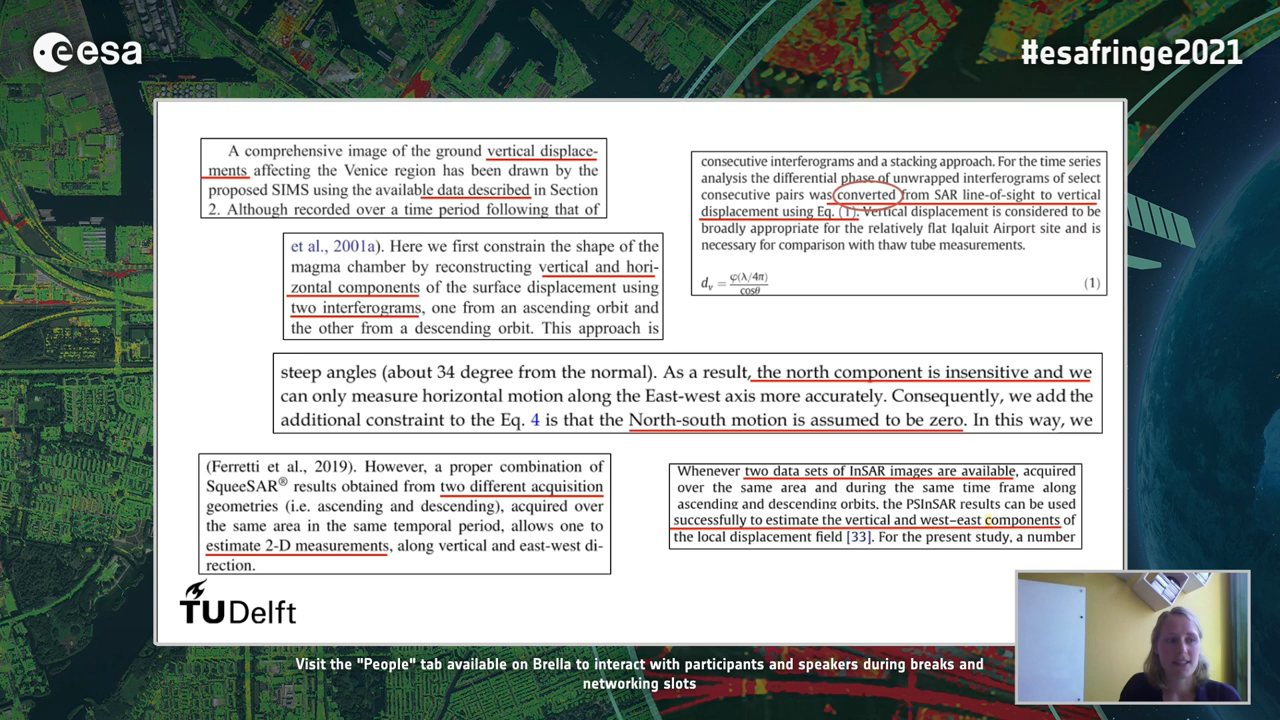 esa
#esafringe2021
A comprehensive image of the ground vertical displace-
ments affecting the Venice region has been drawn by the
proposed SIMS using the available data described in Section
2. Although recorded over a time period following that of
consecutive interferograms and a stacking approach. For the time series
analysis the differential phase of unwrapped interferograms of select
consecutive pairs was converted from SAR line-of-sight to vertical
displacement using Eq. (1). Vertical displacement is considered to be
broadly appropriate for the relatively flat Iqaluit Airport site and is
necessary for comparison with thaw tube measurements.
dᵥ = φ(λ/4π)/cosθ (1)
et al., 2001a). Here we first constrain the shape of the
magma chamber by reconstructing vertical and hori-
zontal components of the surface displacement using
two interferograms, one from an ascending orbit and
the other from a descending orbit. This approach is
steep angles (about 34 degree from the normal). As a result, the north component is insensitive and we
can only measure horizontal motion along the East-west axis more accurately. Consequently, we add the
additional constraint to the Eq. 4 is that the North-south motion is assumed to be zero. In this way, we
(Ferretti et al., 2019). However, a proper combination of
SqueeSAR® results obtained from two different acquisition
geometries (i.e. ascending and descending), acquired over
the same area in the same temporal period, allows one to
estimate 2-D measurements, along vertical and east-west di-
rection.
Whenever two data sets of InSAR images are available, acquired
over the same area and during the same time frame along
ascending and descending orbits, the PSInSAR results can be used
successfully to estimate the vertical and west–east components of
the local displacement field [33]. For the present study, a number
TUDelft
Visit the "People" tab available on Brella to interact with participants and speakers during breaks and
networking slots